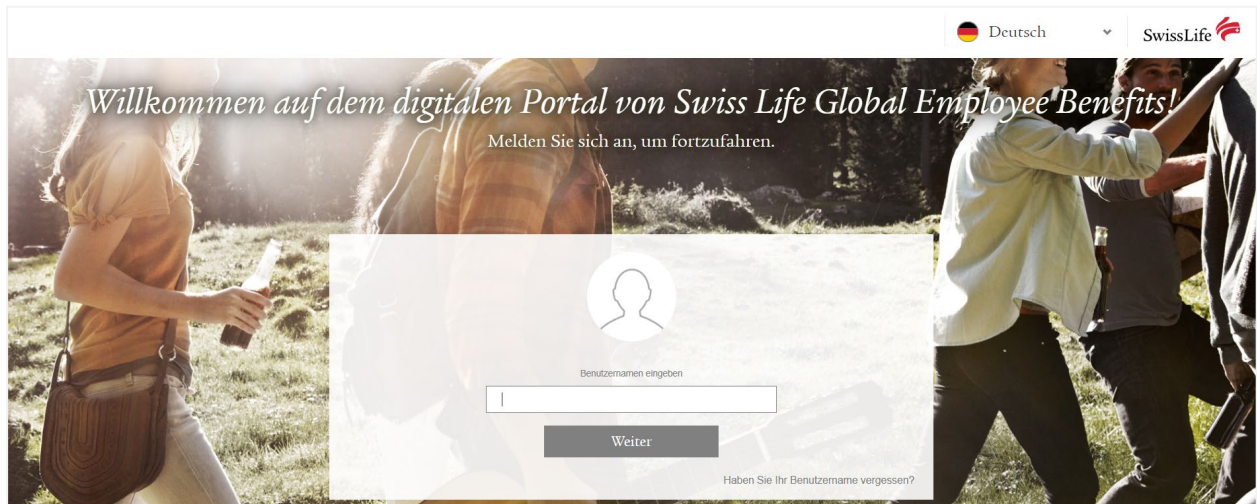 Deutsch
SwissLife
Willkommen auf dem digitalen Portal von Swiss Life Global Employee Benefits!
Melden Sie sich an, um fortzufahren.
Benutzernamen eingeben
Weiter
Haben Sie Ihr Benutzername vergessen?